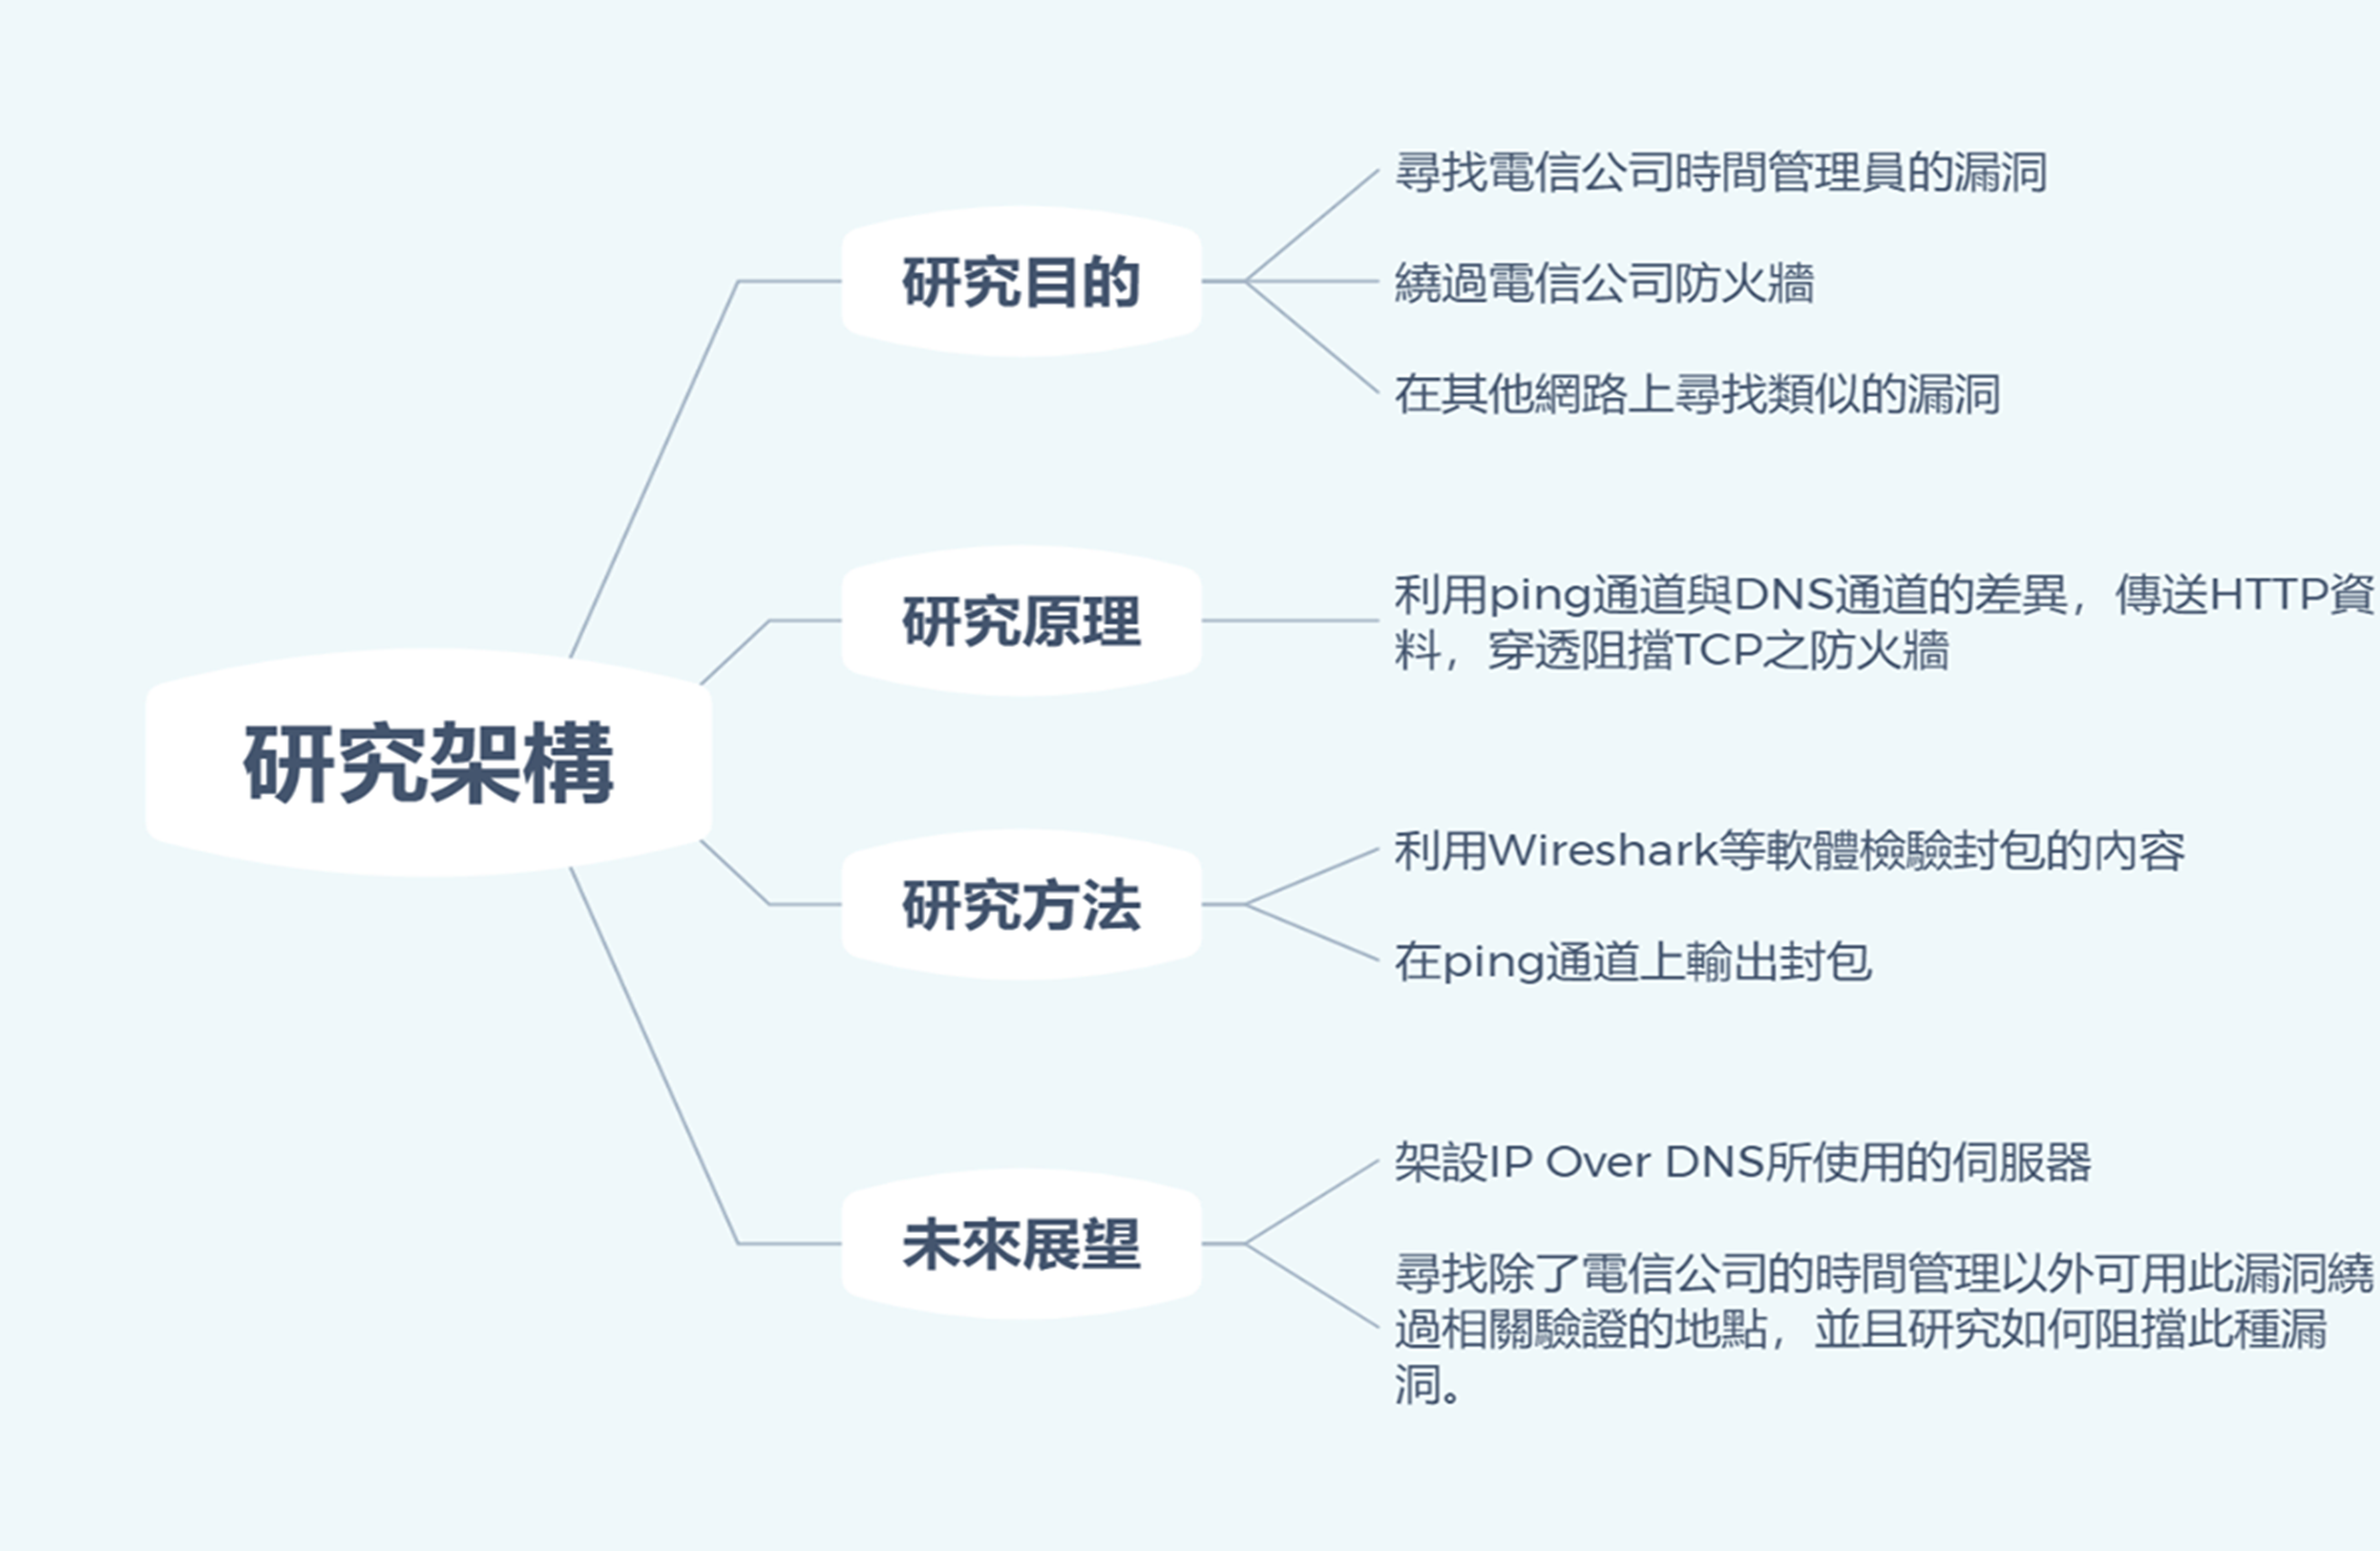 研究架構
研究目的
尋找電信公司時間管理員的漏洞
繞過電信公司防火牆
在其他網路上尋找類似的漏洞
研究原理
利用ping通道與DNS通道的差異，傳送HTTP資
料，穿透阻擋TCP之防火牆
研究方法
利用Wireshark等軟體檢驗封包的內容
在ping通道上輸出封包
未來展望
架設IP Over DNS所使用的伺服器
尋找除了電信公司的時間管理以外可用此漏洞繞
過相關驗證的地點，並且研究如何阻擋此種漏
洞。